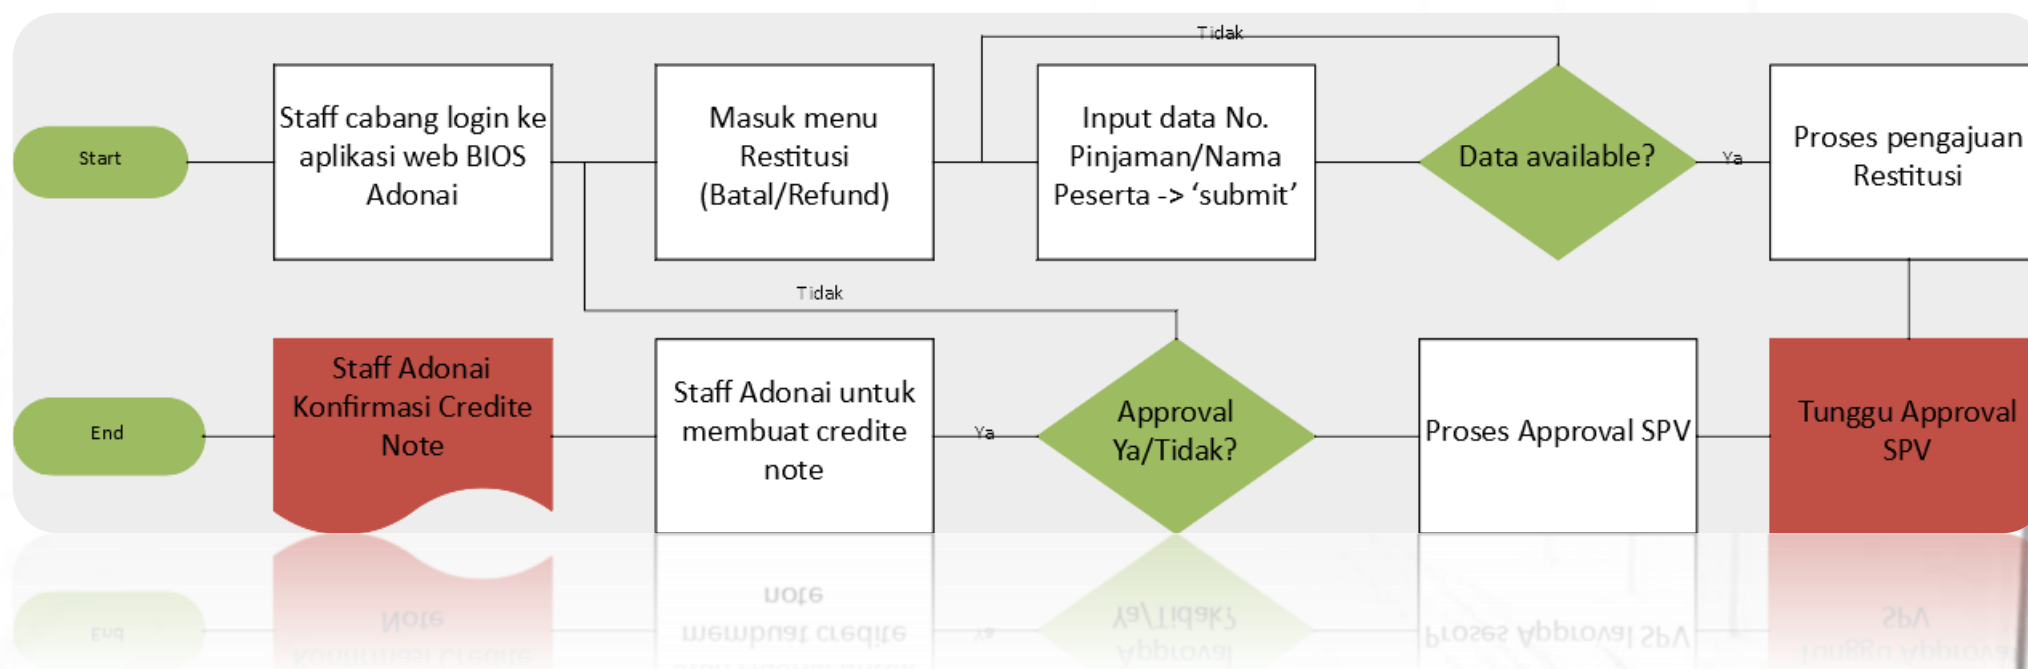 Tidak
Start
Staff cabang login ke
aplikasi web BIOS
Adonai
Masuk menu
Restitusi
(Batal/Refund)
Input data No.
Pinjaman/Nama
Peserta -> ‘submit’
Data available?
Ya
Proses pengajuan
Restitusi
Tidak
End
Staff Adonai
Konfirmasi Credite
Note
Staff Adonai untuk
membuat credite
note
Ya
Approval
Ya/Tidak?
Proses Approval SPV
Tunggu Approval
SPV